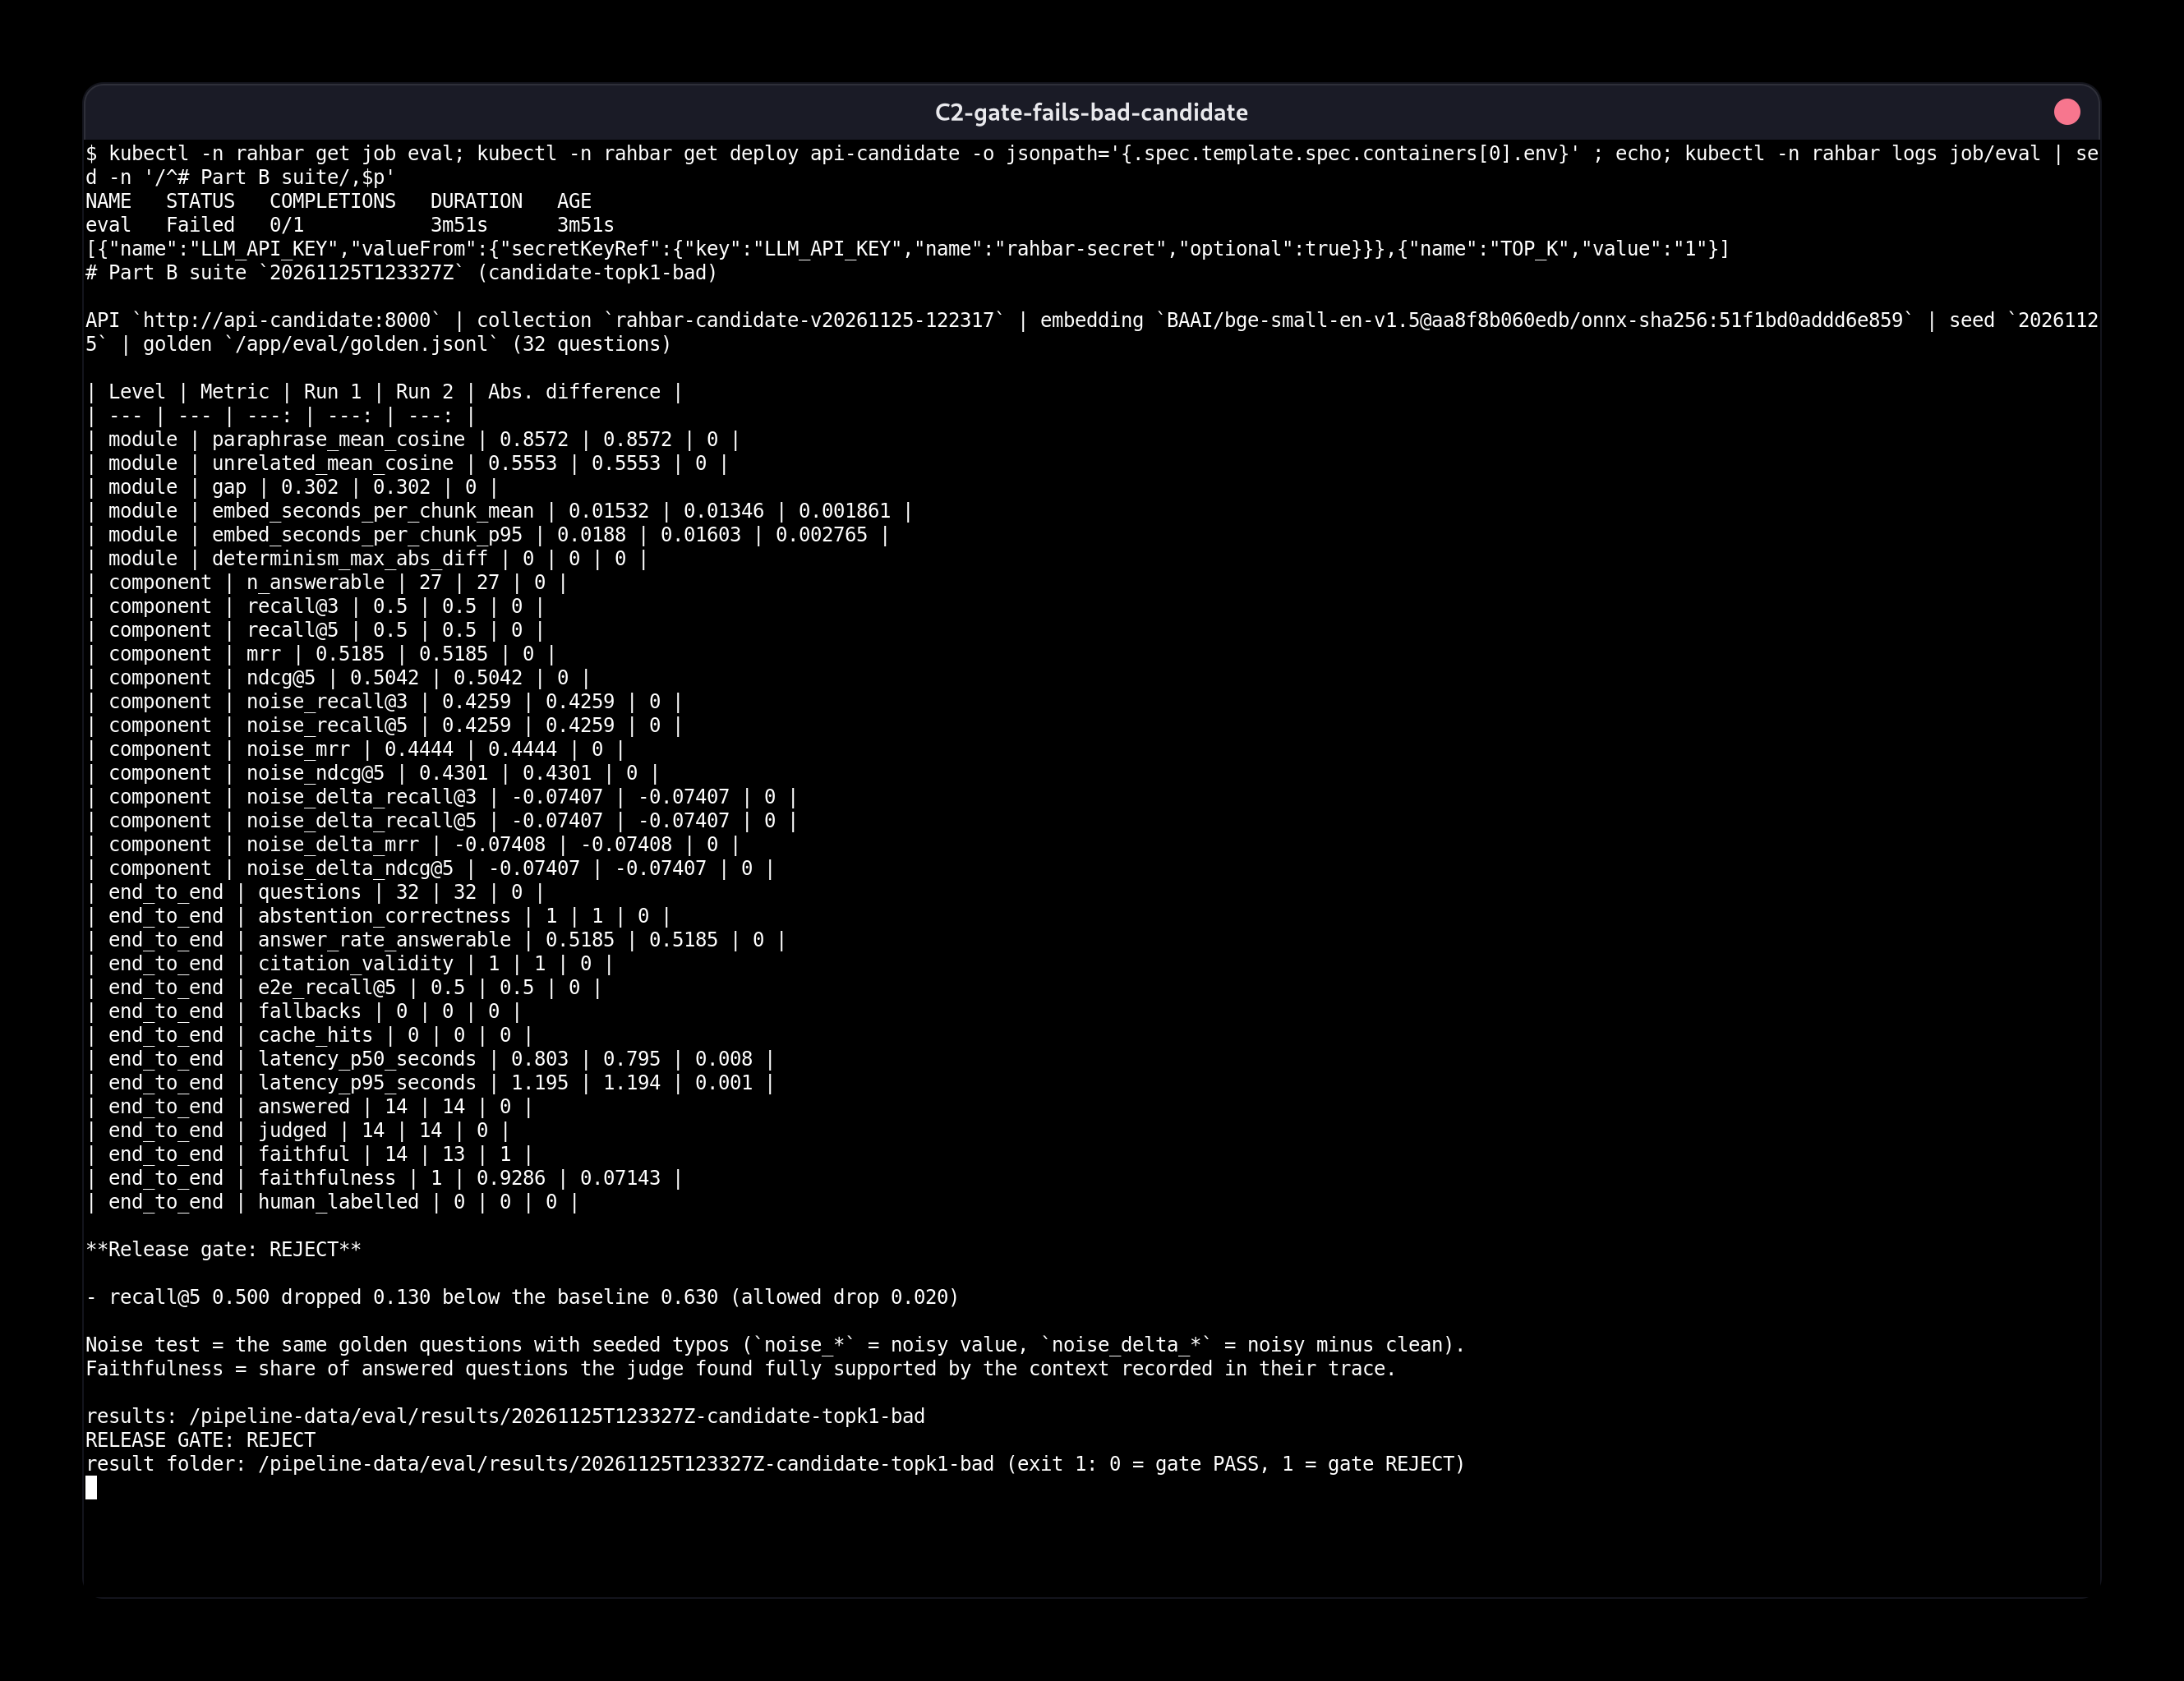 C2-gate-fails-bad-candidate
$ kubectl -n rahbar get job eval; kubectl -n rahbar get deploy api-candidate -o jsonpath='{.spec.template.spec.containers[0].env}' ; echo; kubectl -n rahbar logs job/eval | se
d -n '/^# Part B suite/,$p'
NAME   STATUS   COMPLETIONS   DURATION   AGE
eval   Failed   0/1           3m51s      3m51s
[{"name":"LLM_API_KEY","valueFrom":{"secretKeyRef":{"key":"LLM_API_KEY","name":"rahbar-secret","optional":true}}},{"name":"TOP_K","value":"1"}]
# Part B suite `20261125T123327Z` (candidate-topk1-bad)
API `http://api-candidate:8000` | collection `rahbar-candidate-v20261125-122317` | embedding `BAAI/bge-small-en-v1.5@aa8f8b060edb/onnx-sha256:51f1bd0addd6e859` | seed `2026112
5` | golden `/app/eval/golden.jsonl` (32 questions)
| Level | Metric | Run 1 | Run 2 | Abs. difference |
| --- | --- | ---: | ---: | ---: |
| module | paraphrase_mean_cosine | 0.8572 | 0.8572 | 0 |
| module | unrelated_mean_cosine | 0.5553 | 0.5553 | 0 |
| module | gap | 0.302 | 0.302 | 0 |
| module | embed_seconds_per_chunk_mean | 0.01532 | 0.01346 | 0.001861 |
| module | embed_seconds_per_chunk_p95 | 0.0188 | 0.01603 | 0.002765 |
| module | determinism_max_abs_diff | 0 | 0 | 0 |
| component | n_answerable | 27 | 27 | 0 |
| component | recall@3 | 0.5 | 0.5 | 0 |
| component | recall@5 | 0.5 | 0.5 | 0 |
| component | mrr | 0.5185 | 0.5185 | 0 |
| component | ndcg@5 | 0.5042 | 0.5042 | 0 |
| component | noise_recall@3 | 0.4259 | 0.4259 | 0 |
| component | noise_recall@5 | 0.4259 | 0.4259 | 0 |
| component | noise_mrr | 0.4444 | 0.4444 | 0 |
| component | noise_ndcg@5 | 0.4301 | 0.4301 | 0 |
| component | noise_delta_recall@3 | -0.07407 | -0.07407 | 0 |
| component | noise_delta_recall@5 | -0.07407 | -0.07407 | 0 |
| component | noise_delta_mrr | -0.07408 | -0.07408 | 0 |
| component | noise_delta_ndcg@5 | -0.07407 | -0.07407 | 0 |
| end_to_end | questions | 32 | 32 | 0 |
| end_to_end | abstention_correctness | 1 | 1 | 0 |
| end_to_end | answer_rate_answerable | 0.5185 | 0.5185 | 0 |
| end_to_end | citation_validity | 1 | 1 | 0 |
| end_to_end | e2e_recall@5 | 0.5 | 0.5 | 0 |
| end_to_end | fallbacks | 0 | 0 | 0 |
| end_to_end | cache_hits | 0 | 0 | 0 |
| end_to_end | latency_p50_seconds | 0.803 | 0.795 | 0.008 |
| end_to_end | latency_p95_seconds | 1.195 | 1.194 | 0.001 |
| end_to_end | answered | 14 | 14 | 0 |
| end_to_end | judged | 14 | 14 | 0 |
| end_to_end | faithful | 14 | 13 | 1 |
| end_to_end | faithfulness | 1 | 0.9286 | 0.07143 |
| end_to_end | human_labelled | 0 | 0 | 0 |
**Release gate: REJECT**
- recall@5 0.500 dropped 0.130 below the baseline 0.630 (allowed drop 0.020)
Noise test = the same golden questions with seeded typos (`noise_*` = noisy value, `noise_delta_*` = noisy minus clean).
Faithfulness = share of answered questions the judge found fully supported by the context recorded in their trace.
results: /pipeline-data/eval/results/20261125T123327Z-candidate-topk1-bad
RELEASE GATE: REJECT
result folder: /pipeline-data/eval/results/20261125T123327Z-candidate-topk1-bad (exit 1: 0 = gate PASS, 1 = gate REJECT)